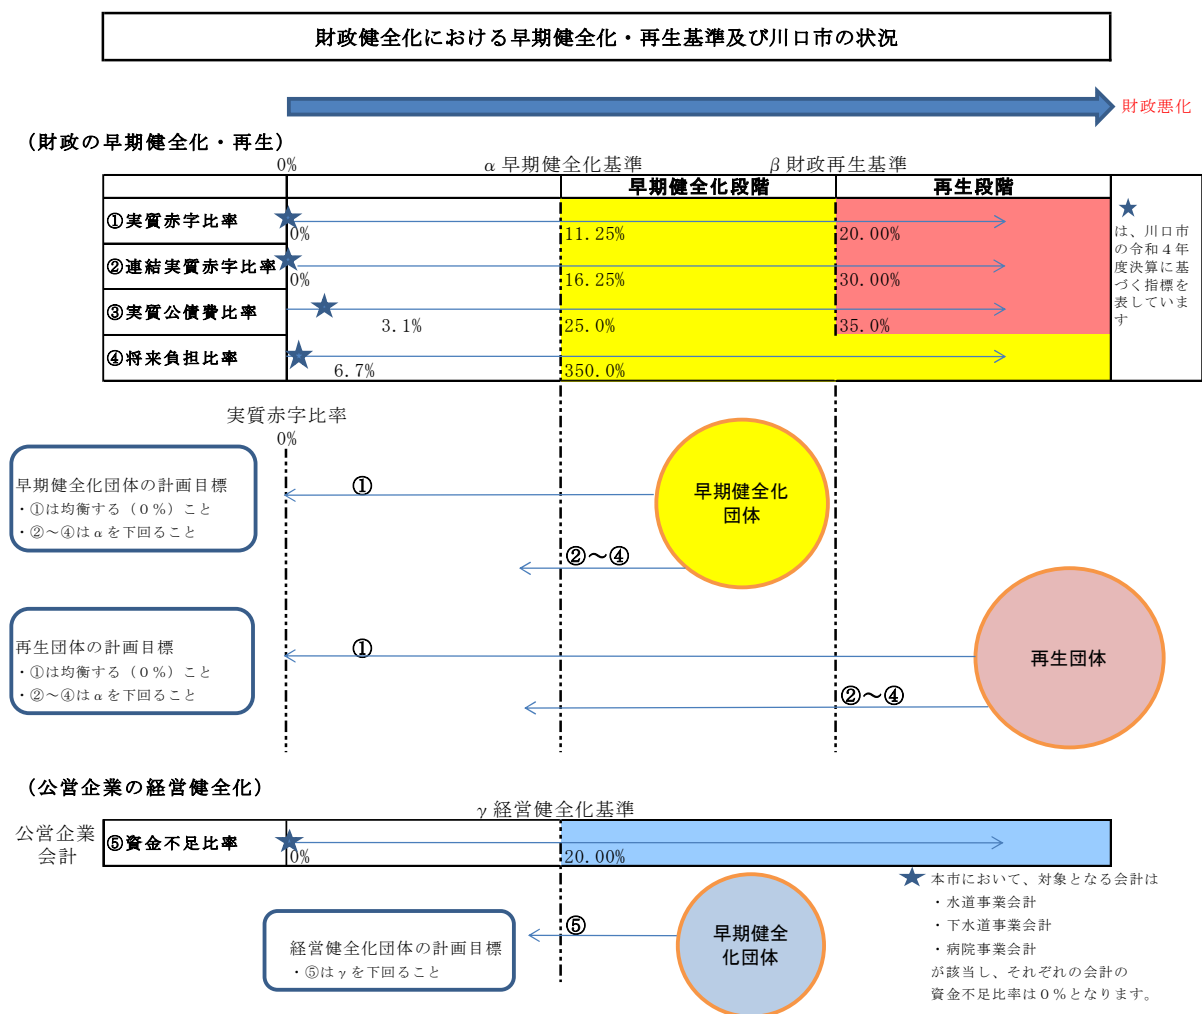 財政健全化における早期健全化・再生基準及び川口市の状況
財政悪化
（財政の早期健全化・再生）
0%
α 早期健全化基準
β 財政再生基準
早期健全化段階
再生段階
①実質赤字比率
0%
11.25%
20.00%
②連結実質赤字比率
0%
16.25%
30.00%
③実質公債費比率
3.1%
25.0%
35.0%
④将来負担比率
6.7%
350.0%
★
は、川口市
の令和４年
度決算に基
づく指標を
表していま
す
実質赤字比率
0%
早期健全化団体の計画目標
・①は均衡する（０％）こと
・②～④はαを下回ること
①
早期健全化
団体
②～④
再生団体の計画目標
・①は均衡する（０％）こと
・②～④はαを下回ること
①
再生団体
②～④
（公営企業の経営健全化）
γ 経営健全化基準
公営企業
会計
⑤資金不足比率
0%
20.00%
経営健全化団体の計画目標
・⑤はγを下回ること
⑤
早期健全
化団体
★ 本市において、対象となる会計は
・水道事業会計
・下水道事業会計
・病院事業会計
が該当し、それぞれの会計の
資金不足比率は０％となります。